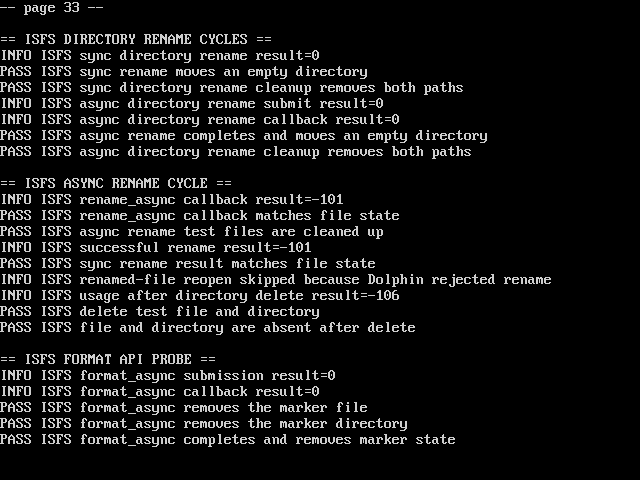 -- page 33 --
== ISFS DIRECTORY RENAME CYCLES ==
INFO ISFS sync directory rename result=0
PASS ISFS sync rename moves an empty directory
PASS ISFS sync directory rename cleanup removes both paths
INFO ISFS async directory rename submit result=0
INFO ISFS async directory rename callback result=0
PASS ISFS async rename completes and moves an empty directory
PASS ISFS async directory rename cleanup removes both paths
== ISFS ASYNC RENAME CYCLE ==
INFO ISFS rename_async callback result=-101
PASS ISFS rename_async callback matches file state
PASS ISFS async rename test files are cleaned up
INFO ISFS successful rename result=-101
PASS ISFS sync rename result matches file state
INFO ISFS renamed-file reopen skipped because Dolphin rejected rename
INFO ISFS usage after directory delete result=-106
PASS ISFS delete test file and directory
PASS ISFS file and directory are absent after delete
== ISFS FORMAT API PROBE ==
INFO ISFS format_async submission result=0
INFO ISFS format_async callback result=0
PASS ISFS format_async removes the marker file
PASS ISFS format_async removes the marker directory
PASS ISFS format_async completes and removes marker state